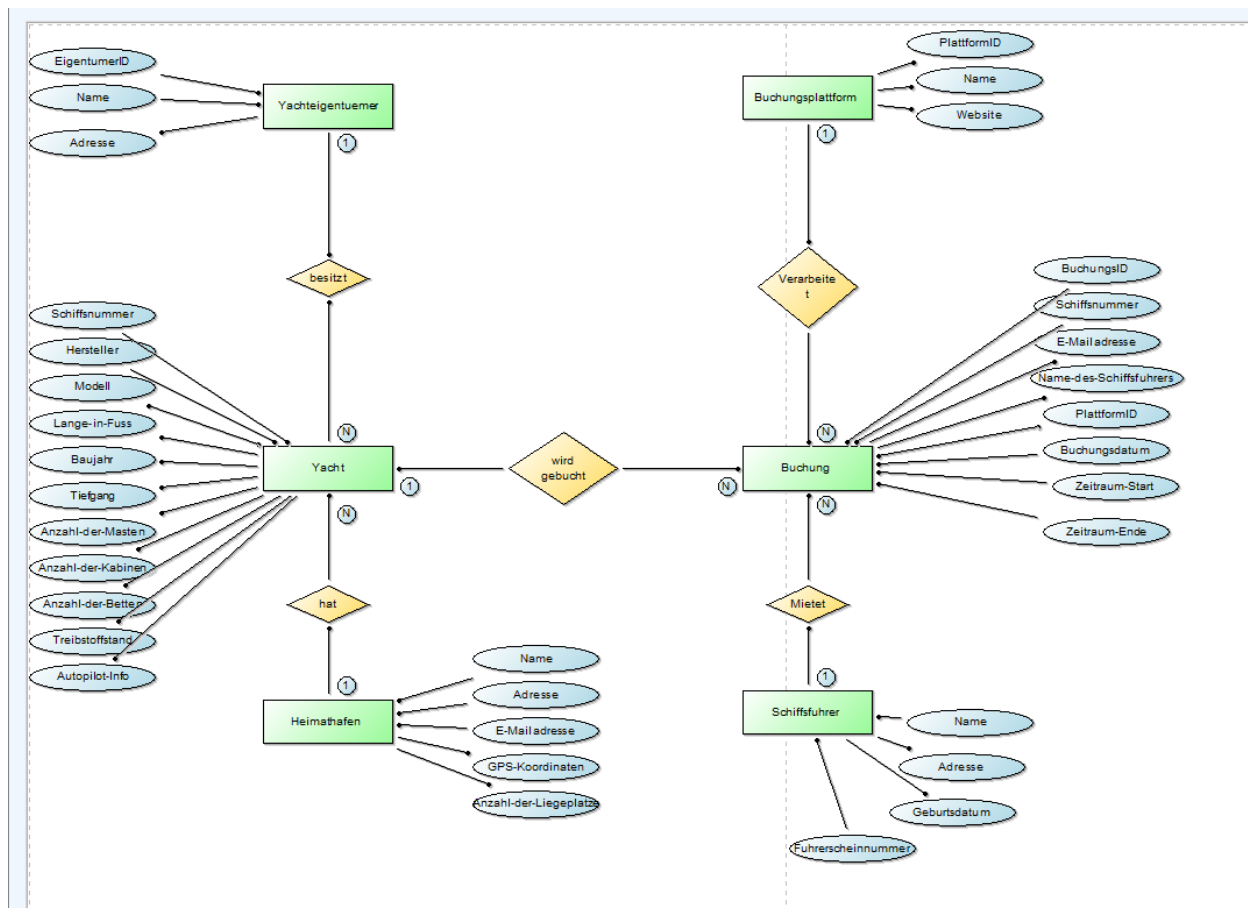 EigentumerID
Name
Adresse
Yachteigentuemer
1
besitzt
N
Buchungsplattform
PlattformID
Name
Website
1
Verarbeite
t
N
Schiffsnummer
Hersteller
Modell
Lange-in-Fuss
Baujahr
Tiefgang
Anzahl-der-Masten
Anzahl-der-Kabinen
Anzahl-der-Betten
Treibstoffstand
Autopilot-Info
Yacht
1
N
wird
gebucht
N
Buchung
N
BuchungsID
Schiffsnummer
E-Mailadresse
Name-des-Schiffsfuhrers
PlattformID
Buchungsdatum
Zeitraum-Start
Zeitraum-Ende
hat
1
Heimathafen
Name
Adresse
E-Mailadresse
GPS-Koordinaten
Anzahl-der-Liegeplatze
Mietet
1
Schiffsfuhrer
Name
Adresse
Geburtsdatum
Fuhrerscheinnummer